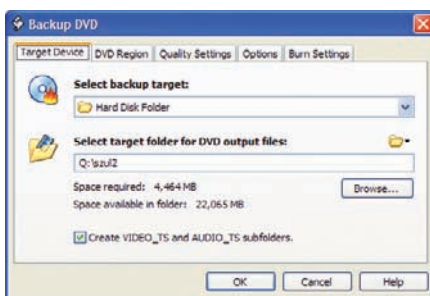 Backup DVD
Target Device DVD Region Quality Settings Options Burn Settings
Select backup target:
Hard Disk Folder
Select target folder for DVD output files:
Q:\szul2
Space required: 4,464 MB
Browse...
Space available in folder: 22,065 MB
Create VIDEO_TS and AUDIO_TS subfolders.
OK Cancel Help